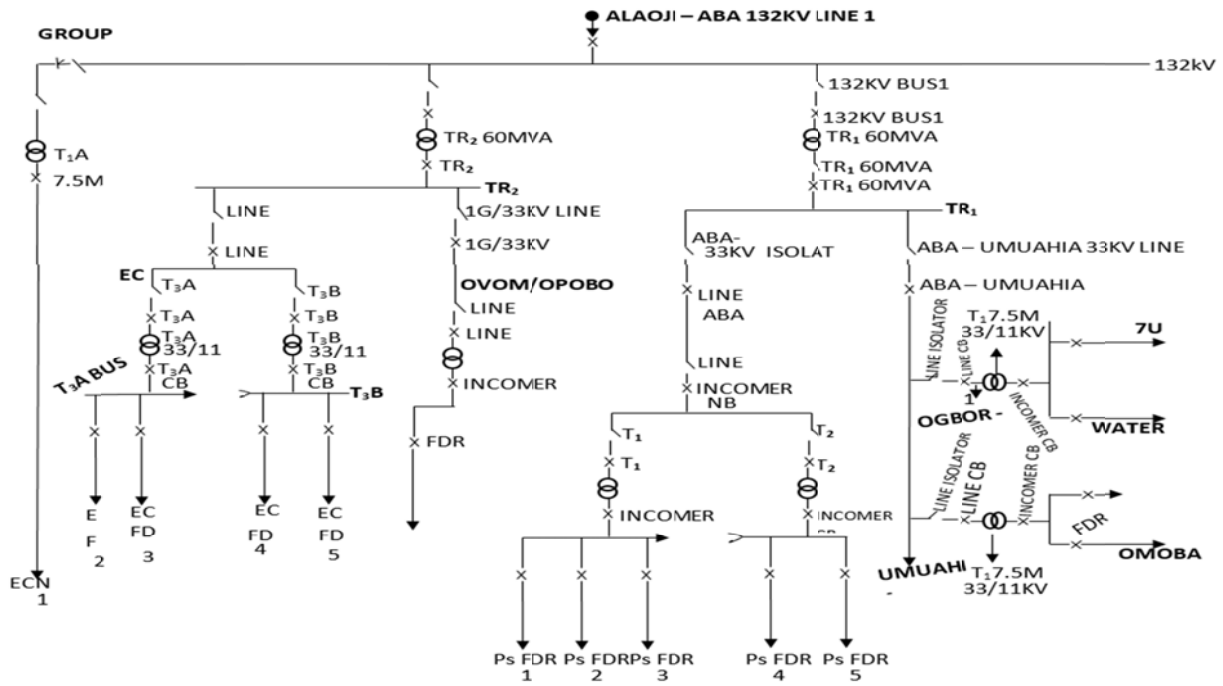 ALAOJI – ABA 132KV LINE 1
GROUP
132kV
132KV BUS1
132KV BUS1
TR₂ 60MVA
TR₁ 60MVA
T₁A
7.5M
TR₂
TR₁ 60MVA
TR₁ 60MVA
TR₂
TR₁
LINE
1G/33KV LINE
LINE
1G/33KV
ABA-
33KV ISOLAT
ABA – UMUAHIA 33KV LINE
EC
T₃A
T₃B
OVOM/OPOBO
LINE
ABA
ABA – UMUAHIA
T₃A
T₃B
LINE
LINE
T₃A
33/11
T₃B
33/11
T₃A
CB
T₃B
CB
T₃A BUS
T₃B
INCOMER
LINE
INCOMER
NB
LINE ISOLATOR
LINE CB
T₁7.5M
33/11KV
7U
1
OGBOR -
INCOMER CB
WATER
FDR
T₁
T₂
T₁
T₂
INCOMER
INCOMER
LINE ISOLATOR
LINE CB
INCOMER CB
FDR
OMOBA
UMUAHI
T₁7.5M
33/11KV
E
F
2
EC
FD
3
EC
FD
4
EC
FD
5
ECN
1
Ps FDR
1
Ps FDR
2
Ps FDR
3
Ps FDR
4
Ps FDR
5